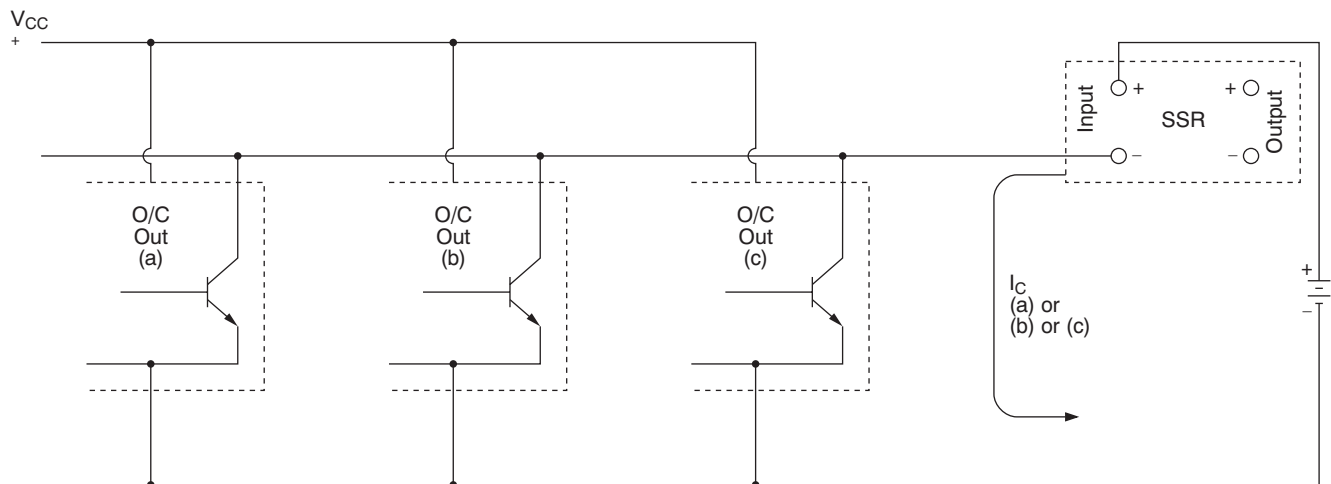 VCC
+
O/C
Out
(a)
O/C
Out
(b)
O/C
Out
(c)
Input
+
−
SSR
+
−
Output
IC
(a) or
(b) or (c)
+
−